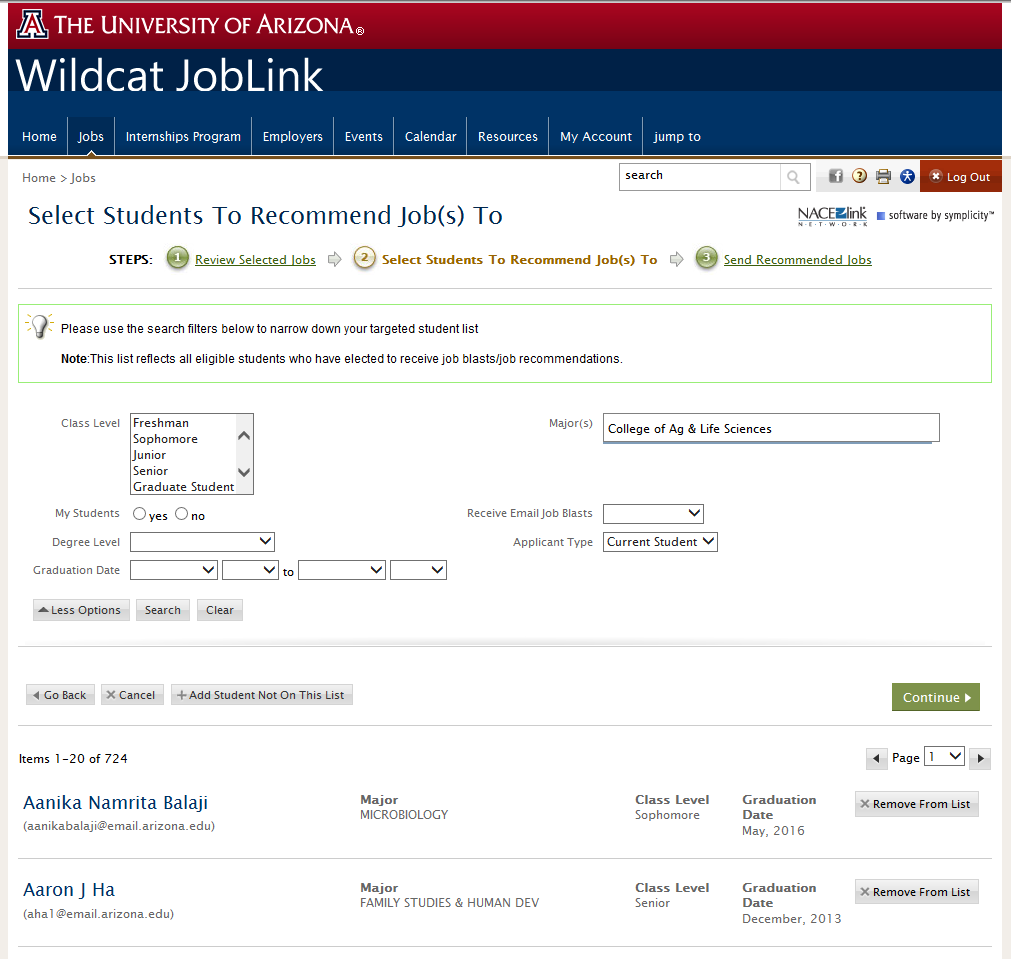 THE UNIVERSITY OF ARIZONA®
Wildcat JobLink
Home Jobs Internships Program Employers Events Calendar Resources My Account jump to
Home > Jobs
search
Log Out
Select Students To Recommend Job(s) To
NACElink NETWORK
software by symplicity™
STEPS: 1 Review Selected Jobs 2 Select Students To Recommend Job(s) To 3 Send Recommended Jobs
Please use the search filters below to narrow down your targeted student list
Note:This list reflects all eligible students who have elected to receive job blasts/job recommendations.
Class Level
Freshman
Sophomore
Junior
Senior
Graduate Student
Major(s) College of Ag & Life Sciences
My Students yes no
Receive Email Job Blasts
Degree Level
Applicant Type Current Student
Graduation Date to
Less Options Search Clear
Go Back Cancel Add Student Not On This List Continue
Items 1-20 of 724
Page 1
Aanika Namrita Balaji
(aanikabalaji@email.arizona.edu)
Major
MICROBIOLOGY
Class Level
Sophomore
Graduation
Date
May, 2016
Remove From List
Aaron J Ha
(aha1@email.arizona.edu)
Major
FAMILY STUDIES & HUMAN DEV
Class Level
Senior
Graduation
Date
December, 2013
Remove From List